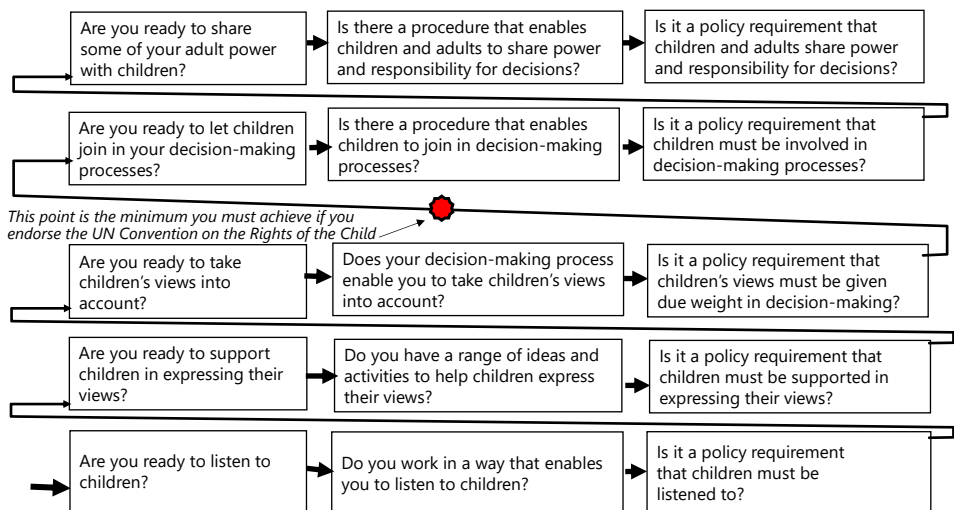 Are you ready to share
some of your adult power
with children?
Is there a procedure that enables
children and adults to share power
and responsibility for decisions?
Is it a policy requirement that
children and adults share power
and responsibility for decisions?
Are you ready to let children
join in your decision-making
processes?
Is there a procedure that enables
children to join in decision-making
processes?
Is it a policy requirement that
children must be involved in
decision-making processes?
This point is the minimum you must achieve if you
endorse the UN Convention on the Rights of the Child
Are you ready to take
children’s views into
account?
Does your decision-making process
enable you to take children’s views
into account?
Is it a policy requirement that
children’s views must be given
due weight in decision-making?
Are you ready to support
children in expressing their
views?
Do you have a range of ideas and
activities to help children express
their views?
Is it a policy requirement that
children must be supported in
expressing their views?
Are you ready to listen to
children?
Do you work in a way that enables
you to listen to children?
Is it a policy requirement
that children must be
listened to?